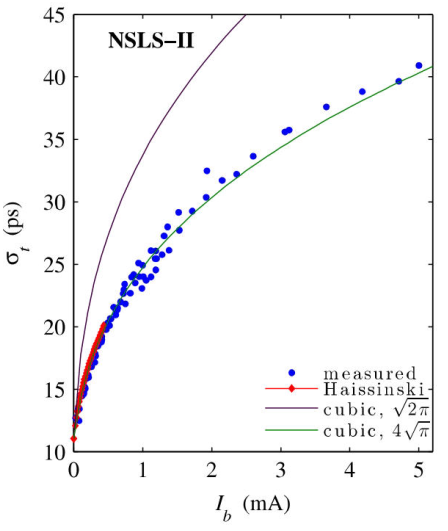 NSLS–II
45
40
35
30
25
20
15
10
σt (ps)
measured
Haissinski
cubic, √2π
cubic, 4√π
0 1 2 3 4 5
Ib (mA)